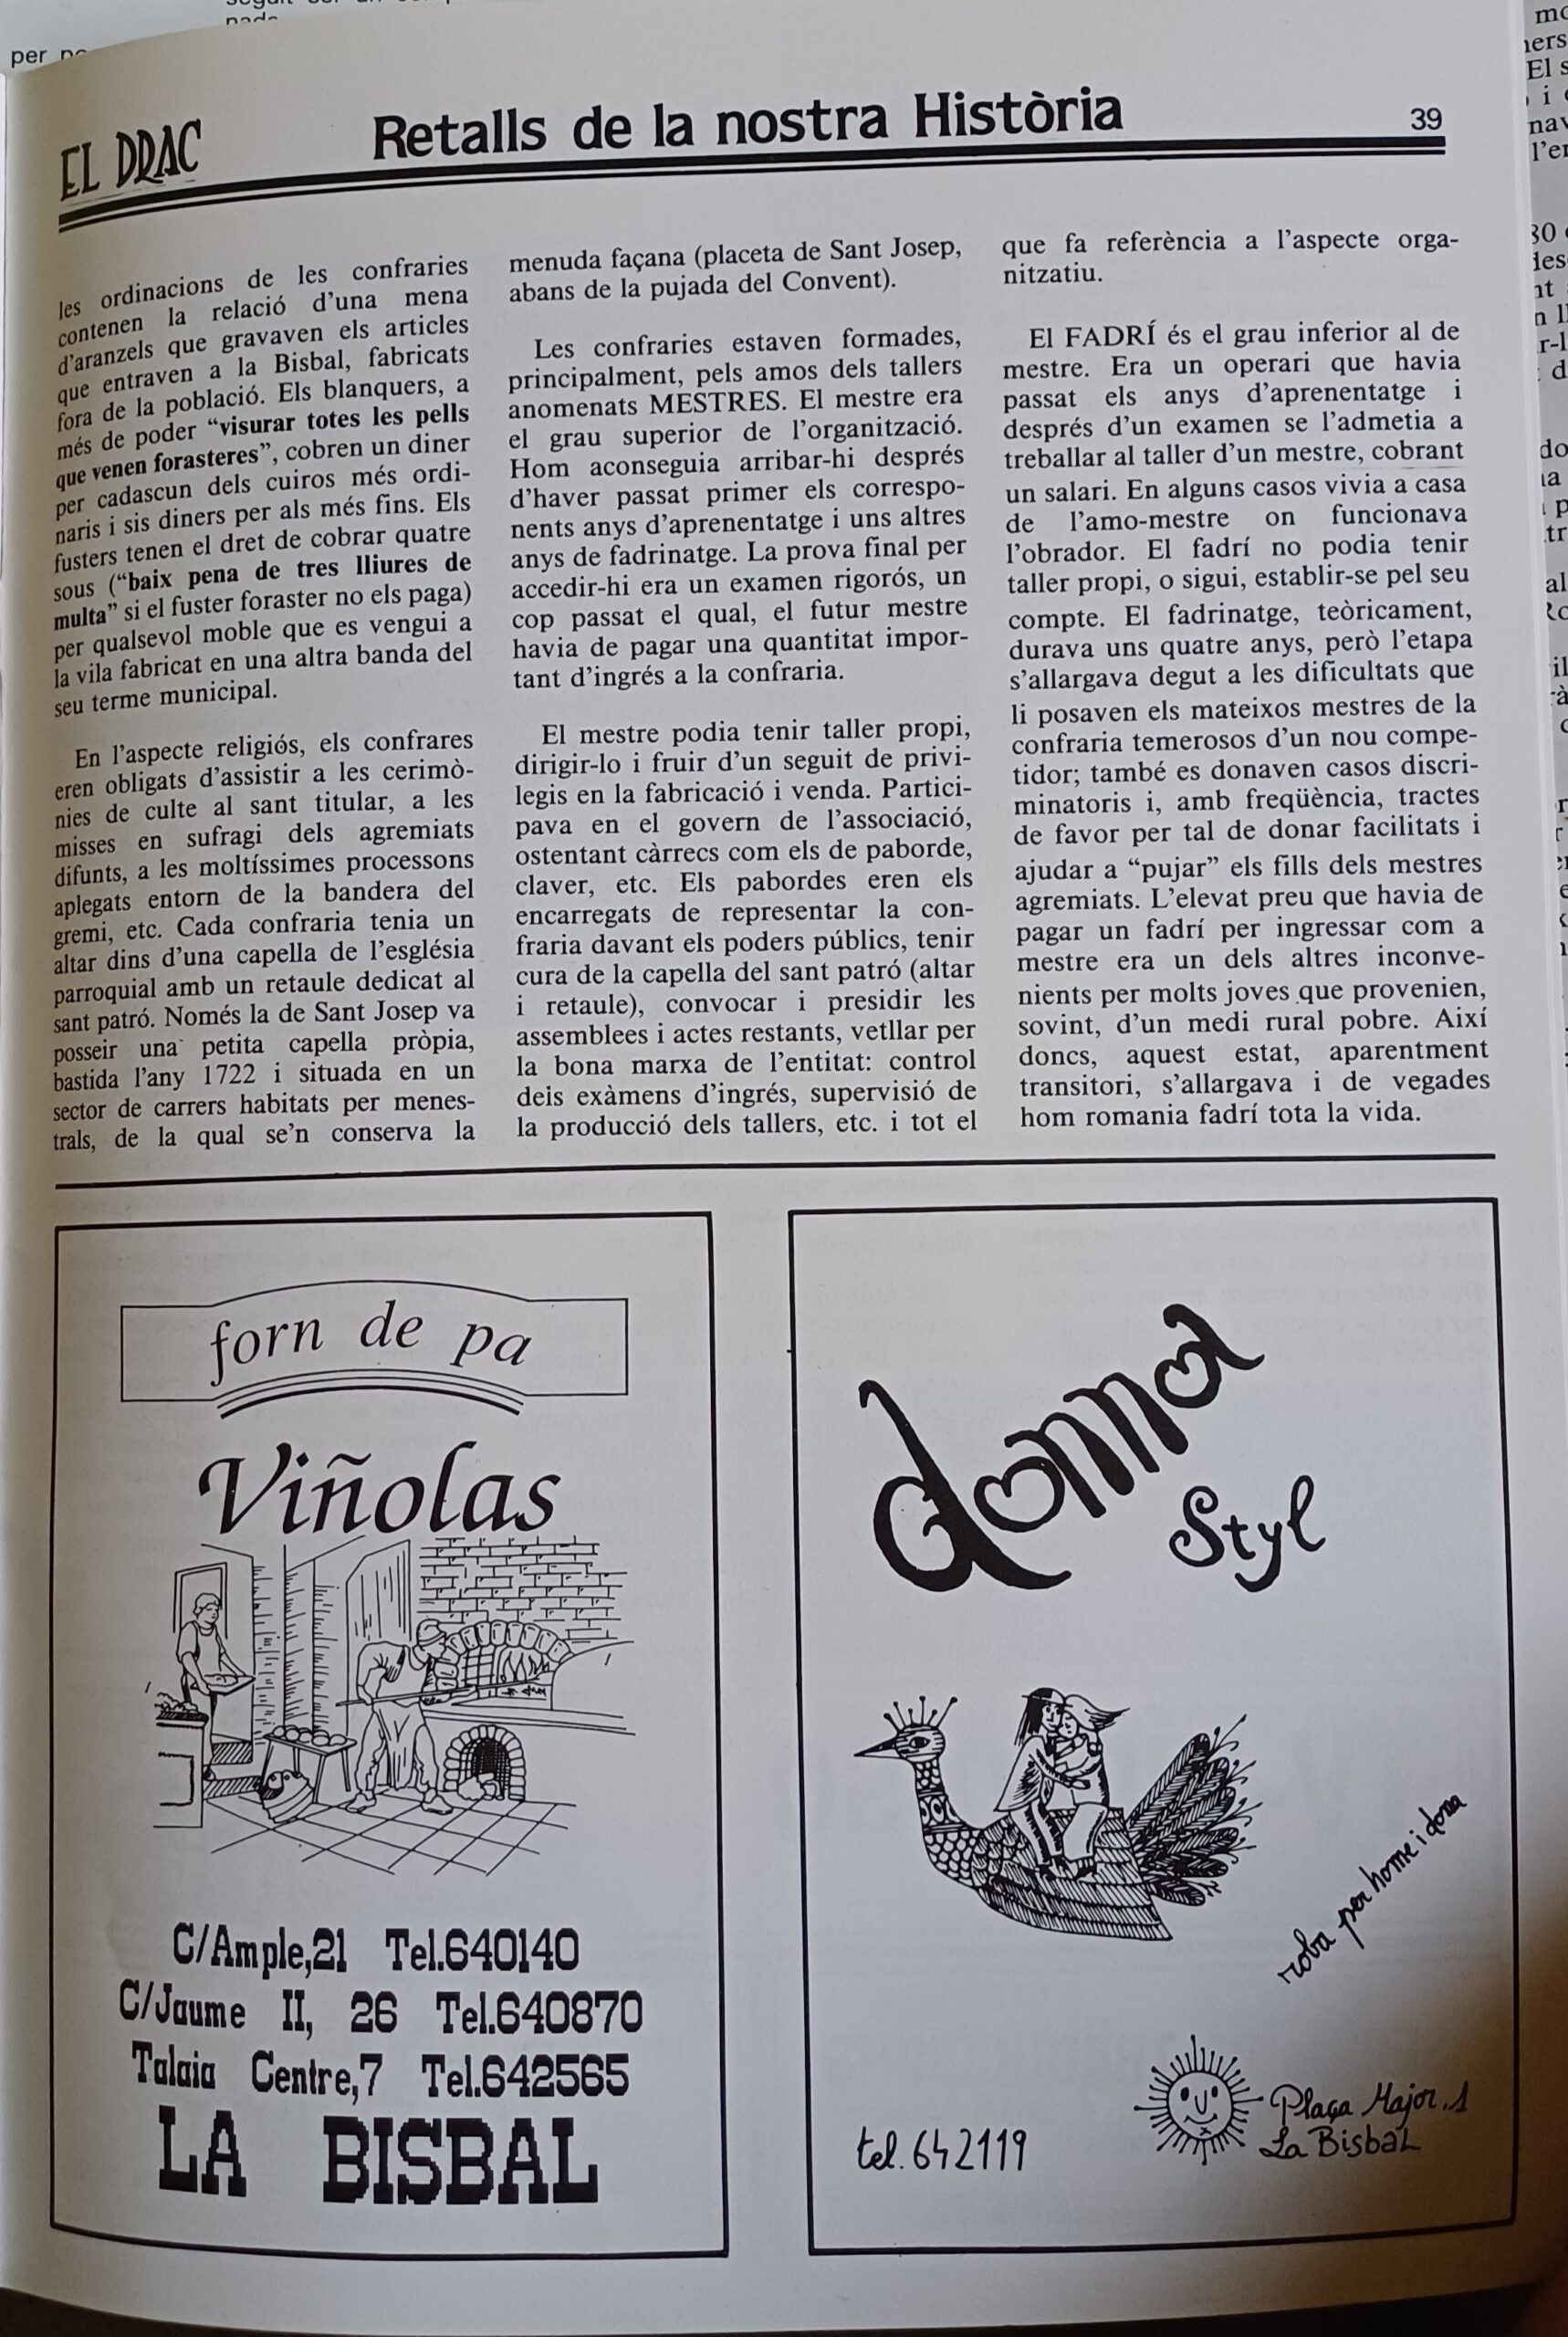 per
EL DRAC
Retalls de la nostra Història
39
les ordinacions de les confraries
contenen la relació d'una mena
d'aranzels que gravaven els articles
que entraven a la Bisbal, fabricats
fora de la població. Els blanquers, a
més de poder “visurar totes les pells
que venen forasteres”, cobren un diner
per cadascun dels cuiros més ordi-
naris i sis diners per als més fins. Els
fusters tenen el dret de cobrar quatre
sous (“baix pena de tres lliures de
multa” si el fuster foraster no els paga)
per qualsevol moble que es vengui a
la vila fabricat en una altra banda del
seu terme municipal.
En l'aspecte religiós, els confrares
eren obligats d'assistir a les cerimò-
nies de culte al sant titular, a les
misses en sufragi dels agremiats
difunts, a les moltíssimes processons
aplegats entorn de la bandera del
gremi, etc. Cada confraria tenia un
altar dins d'una capella de l'església
parroquial amb un retaule dedicat al
sant patró. Només la de Sant Josep va
posseir una petita capella pròpia,
bastida l'any 1722 i situada en un
sector de carrers habitats per menes-
trals, de la qual se'n conserva la
menuda façana (placeta de Sant Josep,
abans de la pujada del Convent).
Les confraries estaven formades,
principalment, pels amos dels tallers
anomenats MESTRES. El mestre era
el grau superior de l'organització.
Hom aconseguia arribar-hi després
d'haver passat primer els correspo-
nents anys d'aprenentatge i uns altres
anys de fadrinatge. La prova final per
accedir-hi era un examen rigorós, un
cop passat el qual, el futur mestre
havia de pagar una quantitat impor-
tant d'ingrés a la confraria.
El mestre podia tenir taller propi,
dirigir-lo i fruir d'un seguit de privi-
legis en la fabricació i venda. Partici-
pava en el govern de l'associació,
ostentant càrrecs com els de paborde,
claver, etc. Els pabordes eren els
encarregats de representar la con-
fraria davant els poders públics, tenir
cura de la capella del sant patró (altar
i retaule), convocar i presidir les
assemblees i actes restants, vetllar per
la bona marxa de l'entitat: control
dels exàmens d'ingrés, supervisió de
la producció dels tallers, etc. i tot el
que fa referència a l'aspecte orga-
nitzatiu.
El FADRÍ és el grau inferior al de
mestre. Era un operari que havia
passat els anys d'aprenentatge i
després d'un examen se l'admetia a
treballar al taller d'un mestre, cobrant
un salari. En alguns casos vivia a casa
de l'amo-mestre on funcionava
l'obrador. El fadrí no podia tenir
taller propi, o sigui, establir-se pel seu
compte. El fadrinatge, teòricament,
durava uns quatre anys, però l'etapa
s'allargava degut a les dificultats que
li posaven els mateixos mestres de la
confraria temerosos d'un nou compe-
tidor; també es donaven casos discri-
minatoris i, amb freqüència, tractes
de favor per tal de donar facilitats i
ajudar a “pujar” els fills dels mestres
agremiats. L'elevat preu que havia de
pagar un fadrí per ingressar com a
mestre era un dels altres inconve-
nients per molts joves que provenien,
sovint, d'un medi rural pobre. Així
doncs, aquest estat, aparentment
transitori, s'allargava i de vegades
hom romania fadrí tota la vida.
forn de pa
Viñolas
C/Ample,21 Tel.640140
C/Jaume II, 26 Tel.640870
Talaia Centre,7 Tel.642565
LA BISBAL
donna
Styl
roba per home i dona
tel. 642119
Plaça Major.1
La Bisbal